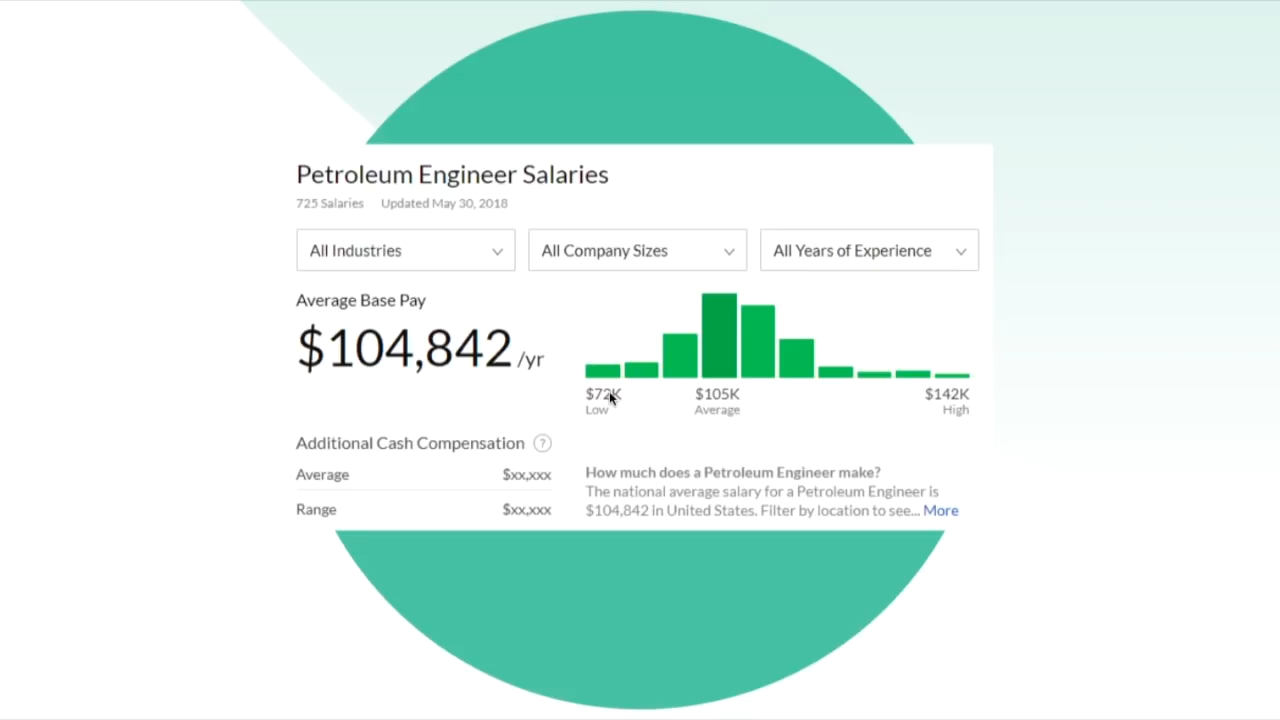 Petroleum Engineer Salaries
725 Salaries Updated May 30, 2018
All Industries All Company Sizes All Years of Experience
Average Base Pay
$104,842 /yr
$72K $105K $142K
Low Average High
Additional Cash Compensation ?
Average $xx,xxx
Range $xx,xxx
How much does a Petroleum Engineer make?
The national average salary for a Petroleum Engineer is
$104,842 in United States. Filter by location to see... More